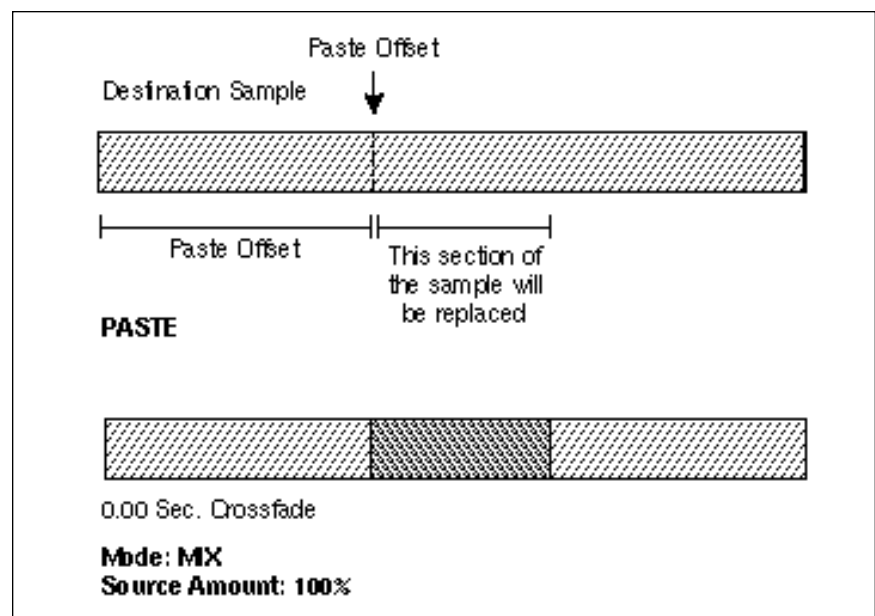 Paste Offset
Destination Sample
Paste Offset
This section of
the sample will
be replaced
PASTE
0.00 Sec. Crossfade
Mode: MIX
Source Amount: 100%